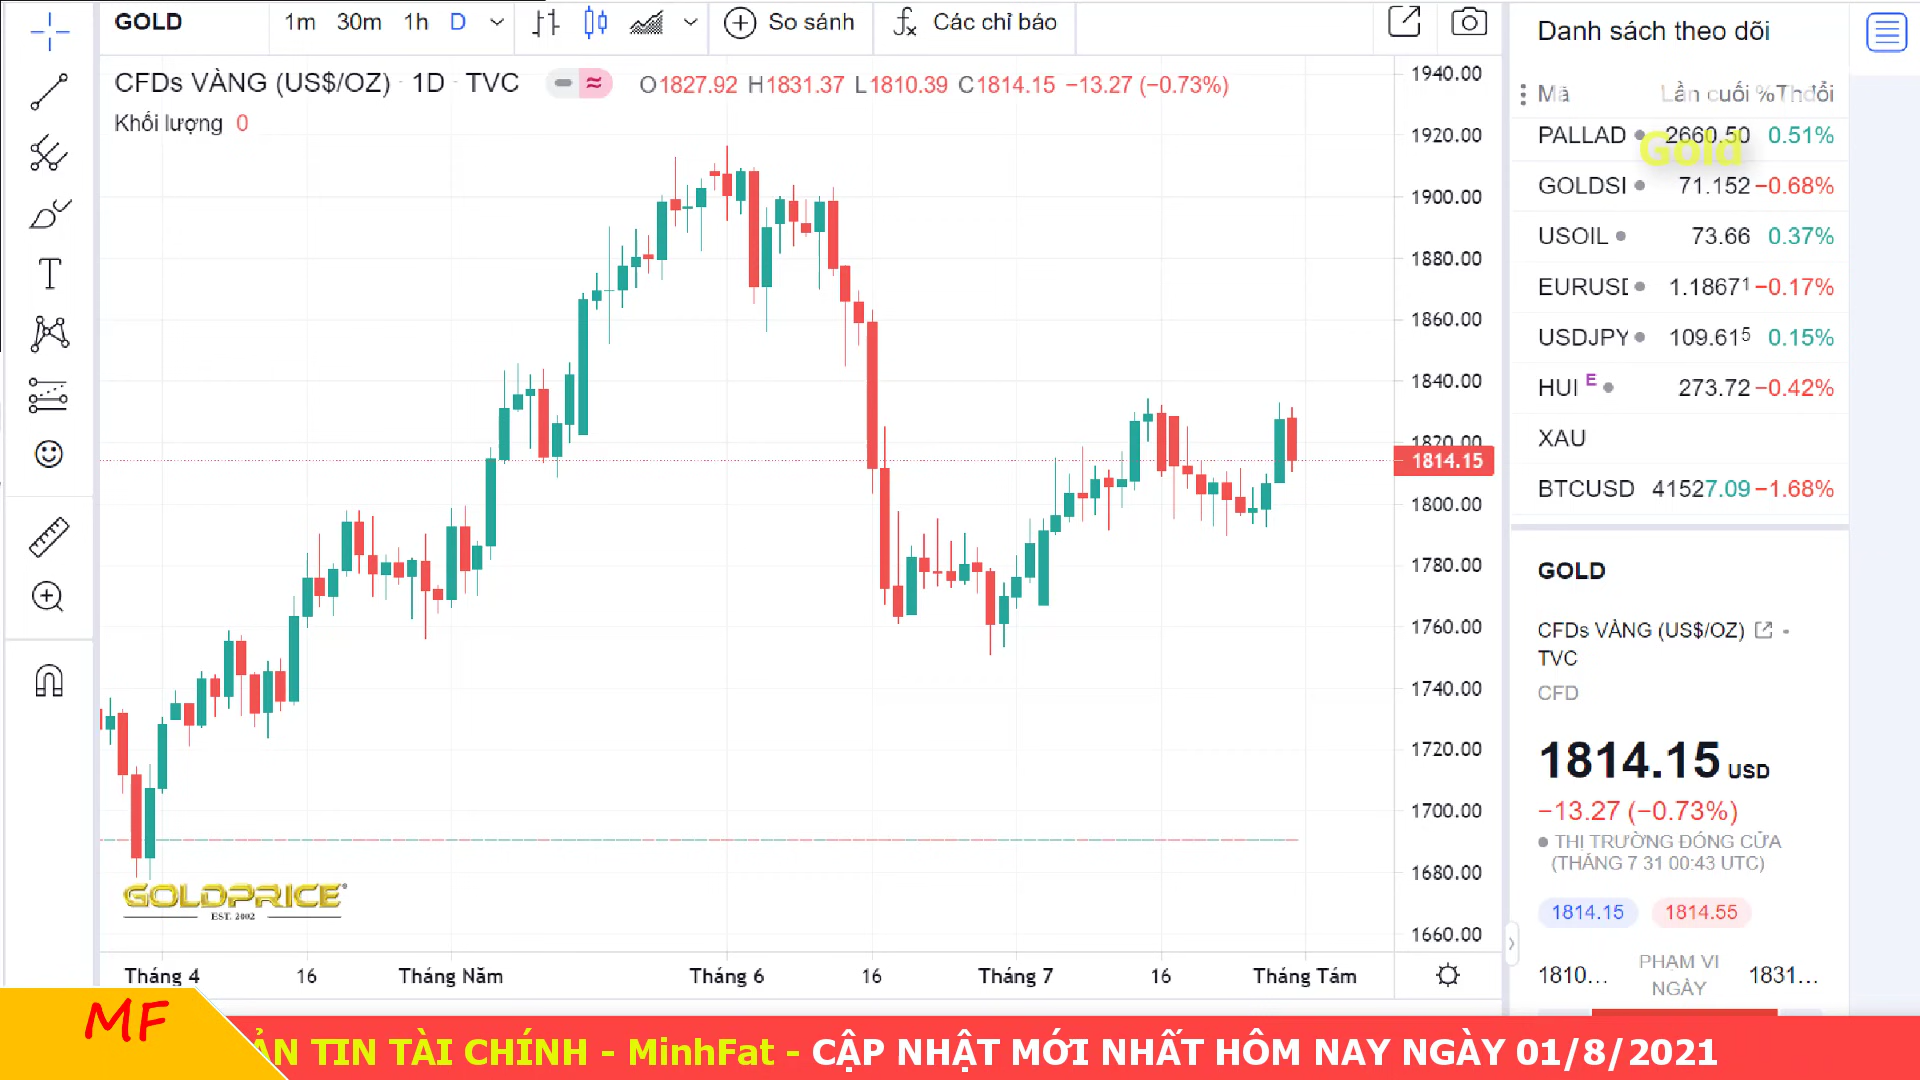 GOLD
1m 30m 1h D
So sánh
Các chỉ báo
CFDs VÀNG (US$/OZ) · 1D · TVC
O1827.92 H1831.37 L1810.39 C1814.15 −13.27 (−0.73%)
Khối lượng 0
1940.00
1920.00
1900.00
1880.00
1860.00
1840.00
1820.00
1814.15
1800.00
1780.00
1760.00
1740.00
1720.00
1700.00
1680.00
1660.00
GOLDPRICE
EST. 2002
Tháng 4 16 Tháng Năm Tháng 6 16 Tháng 7 16 Tháng Tám
Danh sách theo dõi
Mã Lần cuối %Thđổi
PALLAD 2660.50 0.51%
Gold
GOLDSI 71.152 −0.68%
USOIL 73.66 0.37%
EURUSD 1.18671 −0.17%
USDJPY 109.615 0.15%
HUI E 273.72 −0.42%
XAU
BTCUSD 41527.09 −1.68%
GOLD
CFDs VÀNG (US$/OZ) -
TVC
CFD
1814.15 USD
−13.27 (−0.73%)
THỊ TRƯỜNG ĐÓNG CỬA
(THÁNG 7 31 00:43 UTC)
1814.15 1814.55
1810... PHẠM VI NGÀY 1831...
MF
ẢN TIN TÀI CHÍNH - MinhFat - CẬP NHẬT MỚI NHẤT HÔM NAY NGÀY 01/8/2021